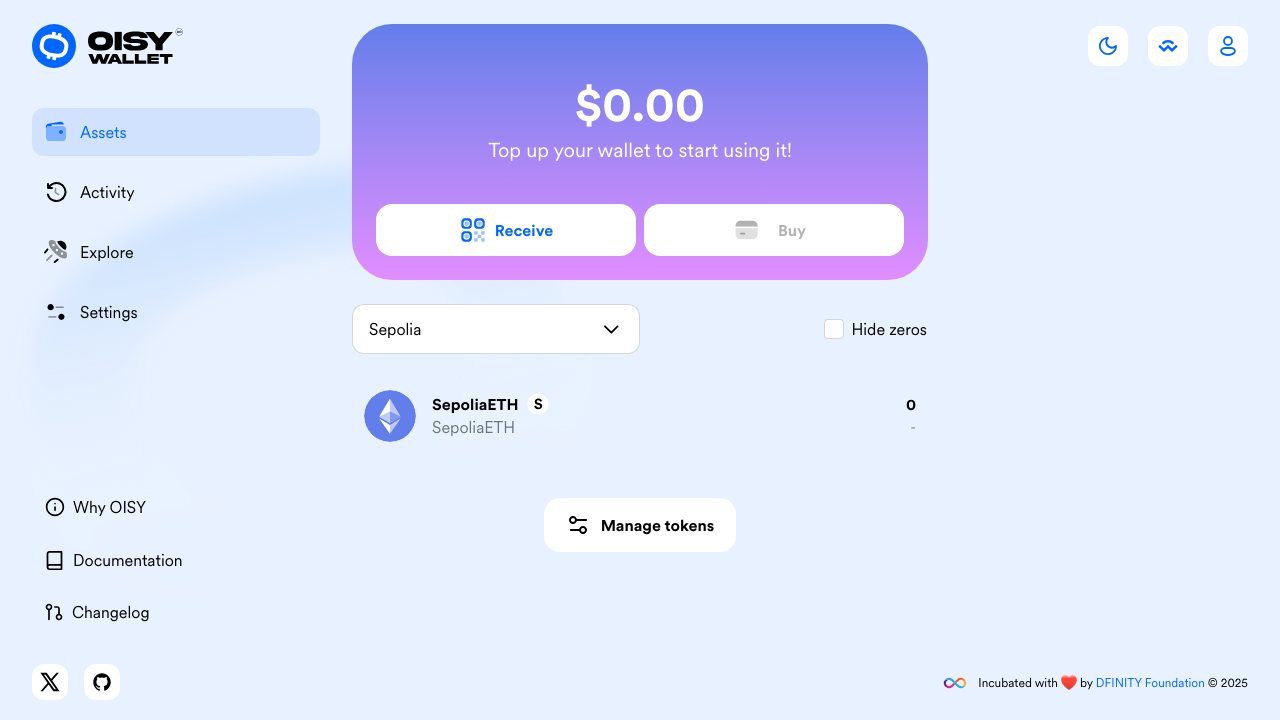 OISY
WALLET
Assets
Activity
Explore
Settings
Why OISY
Documentation
Changelog
$0.00
Top up your wallet to start using it!
Receive
Buy
Sepolia
Hide zeros
SepoliaETH S
0
SepoliaETH
-
Manage tokens
Incubated with ❤️ by DFINITY Foundation © 2025